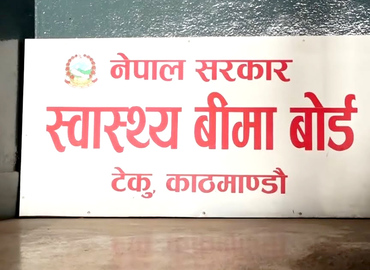 नेपाल सरकार
स्वास्थ्य बीमा बोर्ड
टेकु, काठमाण्डौ